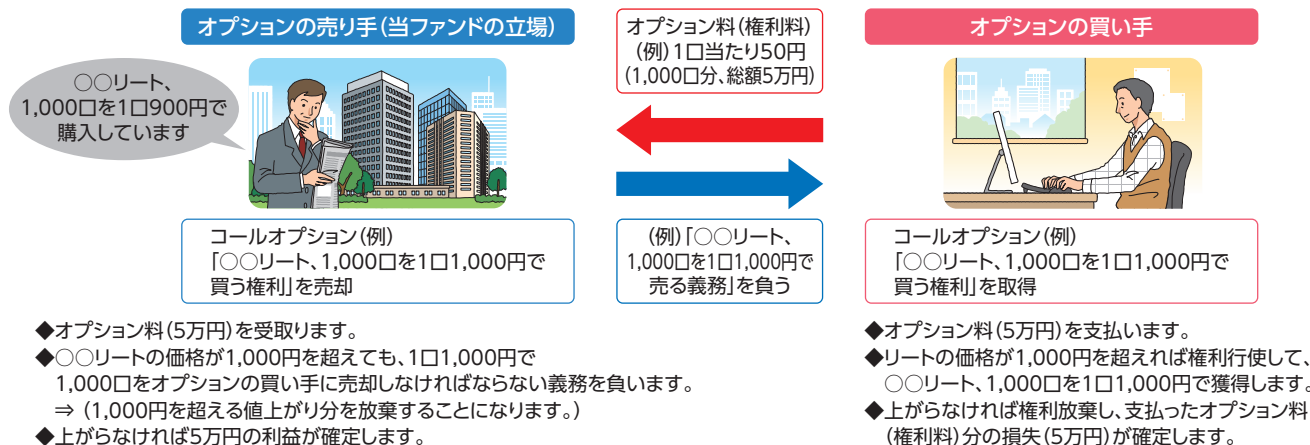 オプションの売り手(当ファンドの立場)
○○リート、
1,000口を1口900円で
購入しています
コールオプション(例)
「○○リート、1,000口を1口1,000円で
買う権利」を売却
◆オプション料(5万円)を受取ります。
◆○○リートの価格が1,000円を超えても、1口1,000円で
1,000口をオプションの買い手に売却しなければならない義務を負います。
⇒ (1,000円を超える値上がり分を放棄することになります。)
◆上がらなければ5万円の利益が確定します。
オプション料(権利料)
(例)1口当たり50円
(1,000口分、総額5万円)
(例)「○○リート、
1,000口を1口1,000円で
売る義務」を負う
オプションの買い手
コールオプション(例)
「○○リート、1,000口を1口1,000円で
買う権利」を取得
◆オプション料(5万円)を支払います。
◆リートの価格が1,000円を超えれば権利行使して、
○○リート、1,000口を1口1,000円で獲得します。
◆上がらなければ権利放棄し、支払ったオプション料
(権利料)分の損失(5万円)が確定します。